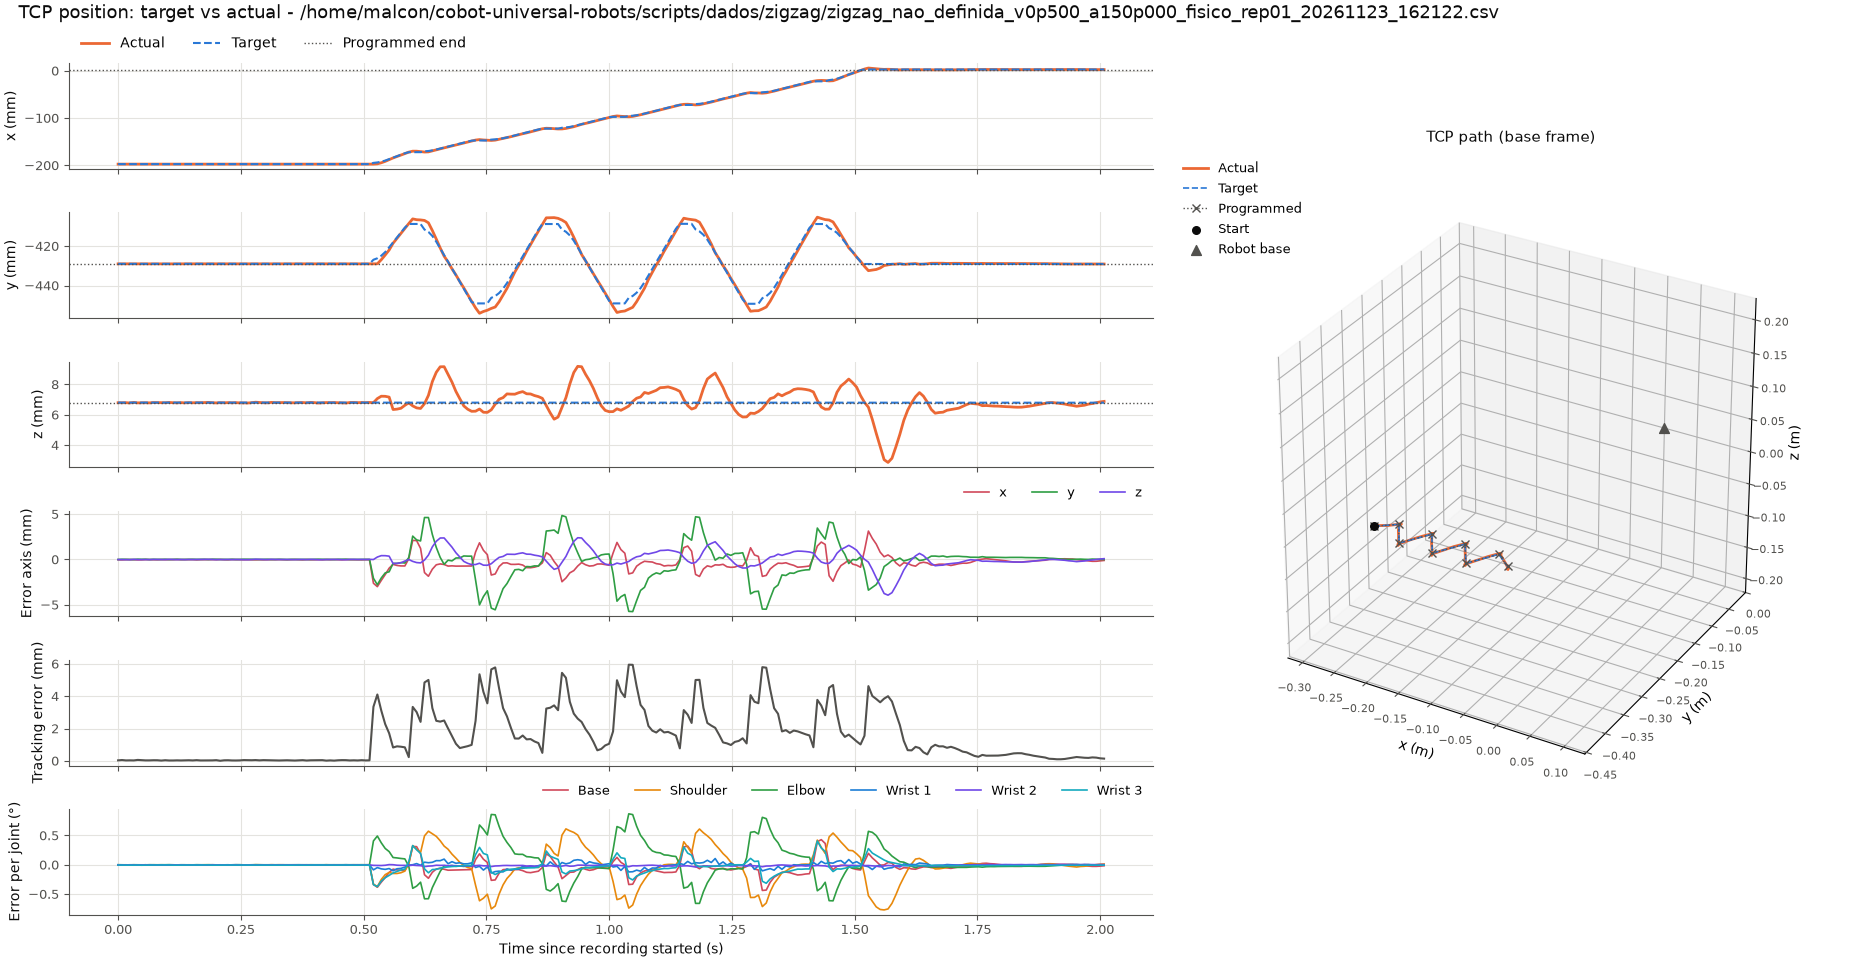 TCP position: target vs actual - /home/malcon/cobot-universal-robots/scripts/dados/zigzag/zigzag_nao_definida_v0p500_a150p000_fisico_rep01_20261123_162122.csv
Actual Target Programmed end
0
−100
−200
x (mm)
−420
−440
y (mm)
8
6
4
z (mm)
x y z
5
0
−5
Error axis (mm)
6
4
2
0
Tracking error (mm)
Base Shoulder Elbow Wrist 1 Wrist 2 Wrist 3
0.5
0.0
−0.5
Error per joint (°)
0.00 0.25 0.50 0.75 1.00 1.25 1.50 1.75 2.00
Time since recording started (s)
TCP path (base frame)
Actual
Target
Programmed
Start
Robot base
0.20
0.15
0.10
0.05
0.00
−0.05
−0.10
−0.15
−0.20
z (m)
0.00
−0.05
−0.10
−0.15
−0.20
−0.25
−0.30
−0.35
−0.40
−0.45
y (m)
−0.30
−0.25
−0.20
−0.15
−0.10
−0.05
0.00
0.05
0.10
x (m)